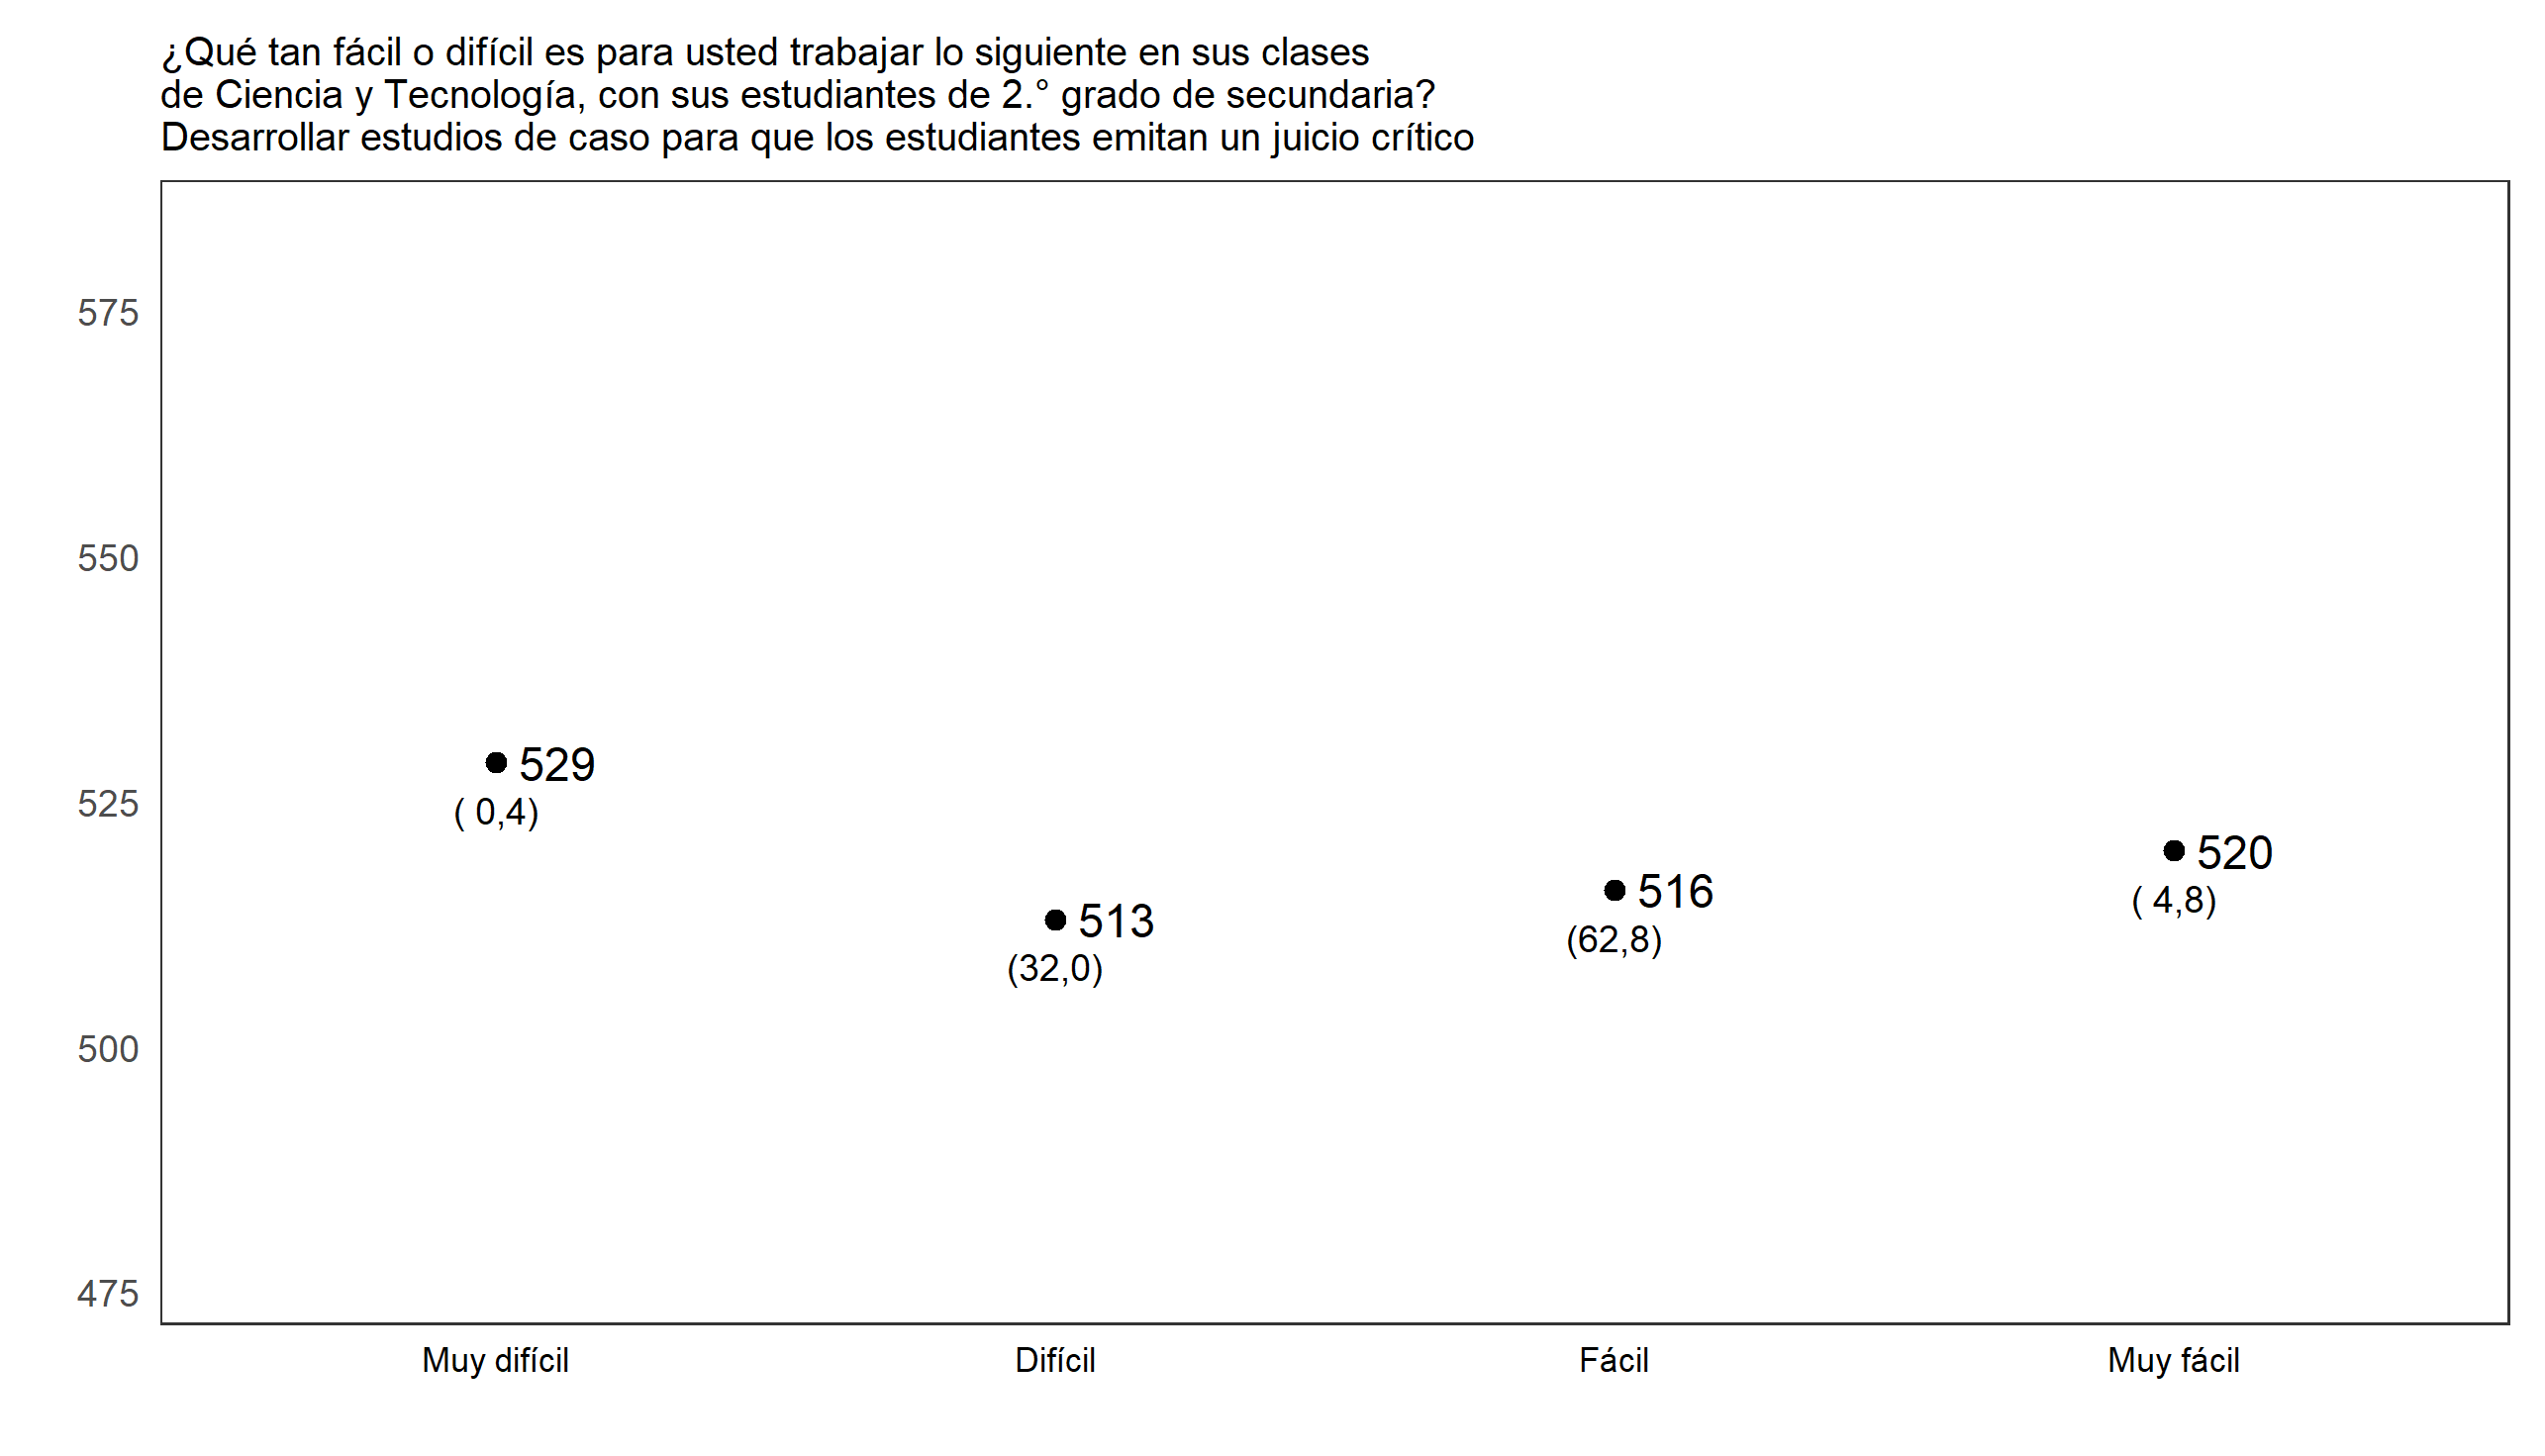 ¿Qué tan fácil o difícil es para usted trabajar lo siguiente en sus clases
de Ciencia y Tecnología, con sus estudiantes de 2.° grado de secundaria?
Desarrollar estudios de caso para que los estudiantes emitan un juicio crítico
575
550
525
500
475
529
( 0,4)
513
(32,0)
516
(62,8)
520
( 4,8)
Muy difícil
Difícil
Fácil
Muy fácil